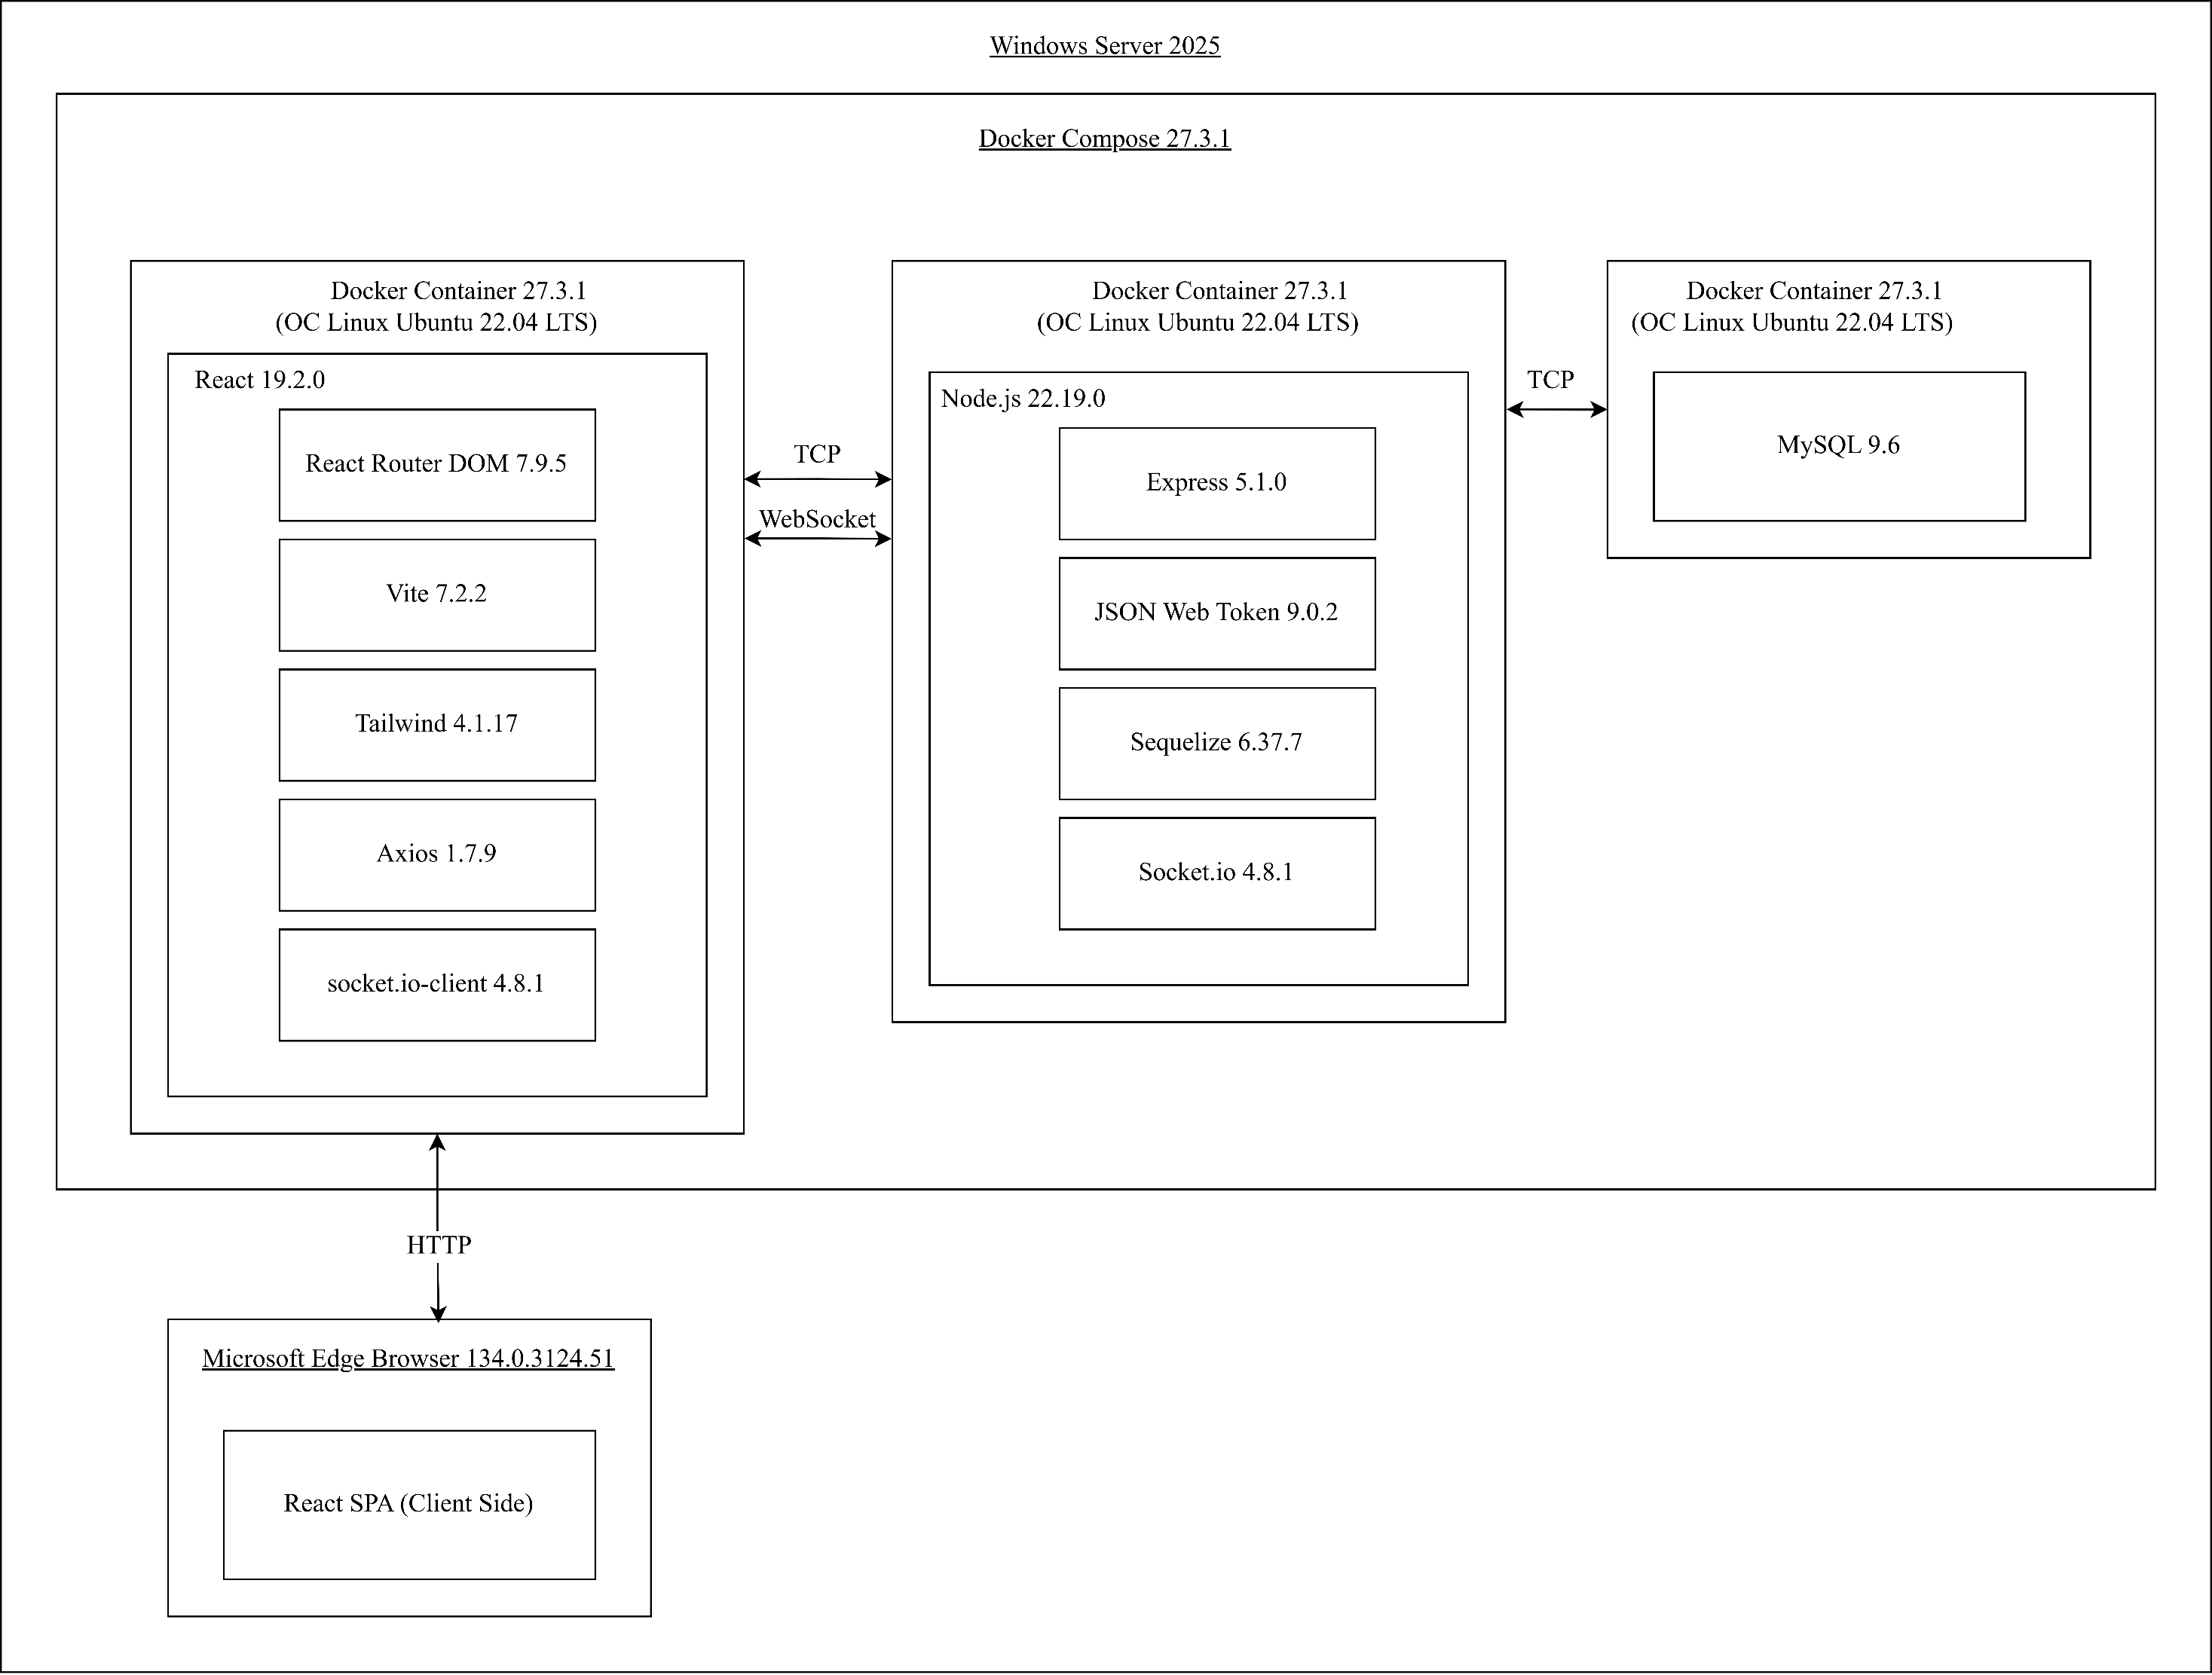 Windows Server 2025
Docker Compose 27.3.1
Docker Container 27.3.1
(OC Linux Ubuntu 22.04 LTS)
React 19.2.0
React Router DOM 7.9.5
Vite 7.2.2
Tailwind 4.1.17
Axios 1.7.9
socket.io-client 4.8.1
TCP
WebSocket
Docker Container 27.3.1
(OC Linux Ubuntu 22.04 LTS)
Node.js 22.19.0
Express 5.1.0
JSON Web Token 9.0.2
Sequelize 6.37.7
Socket.io 4.8.1
TCP
Docker Container 27.3.1
(OC Linux Ubuntu 22.04 LTS)
MySQL 9.6
HTTP
Microsoft Edge Browser 134.0.3124.51
React SPA (Client Side)